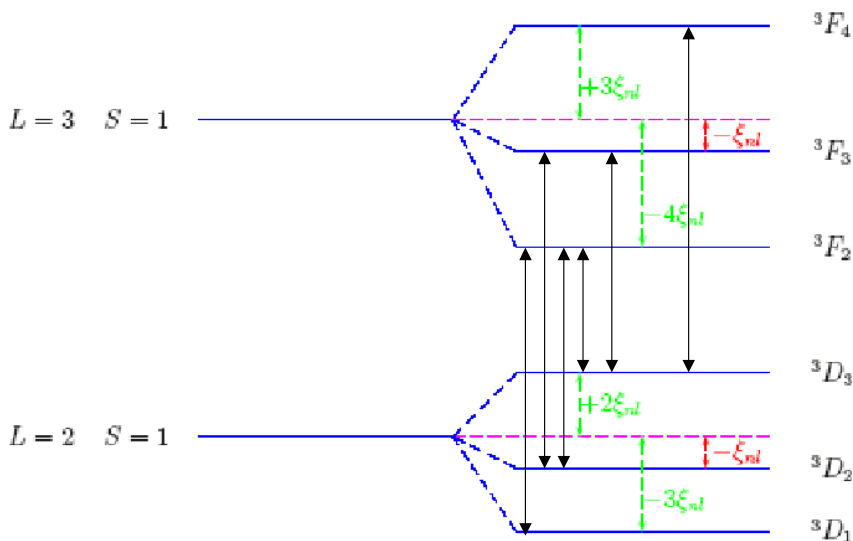 ³F₄
+3ξₙₗ
L = 3 S = 1
−ξₙₗ
³F₃
−4ξₙₗ
³F₂
³D₃
+2ξₙₗ
L = 2 S = 1
−ξₙₗ
³D₂
−3ξₙₗ
³D₁